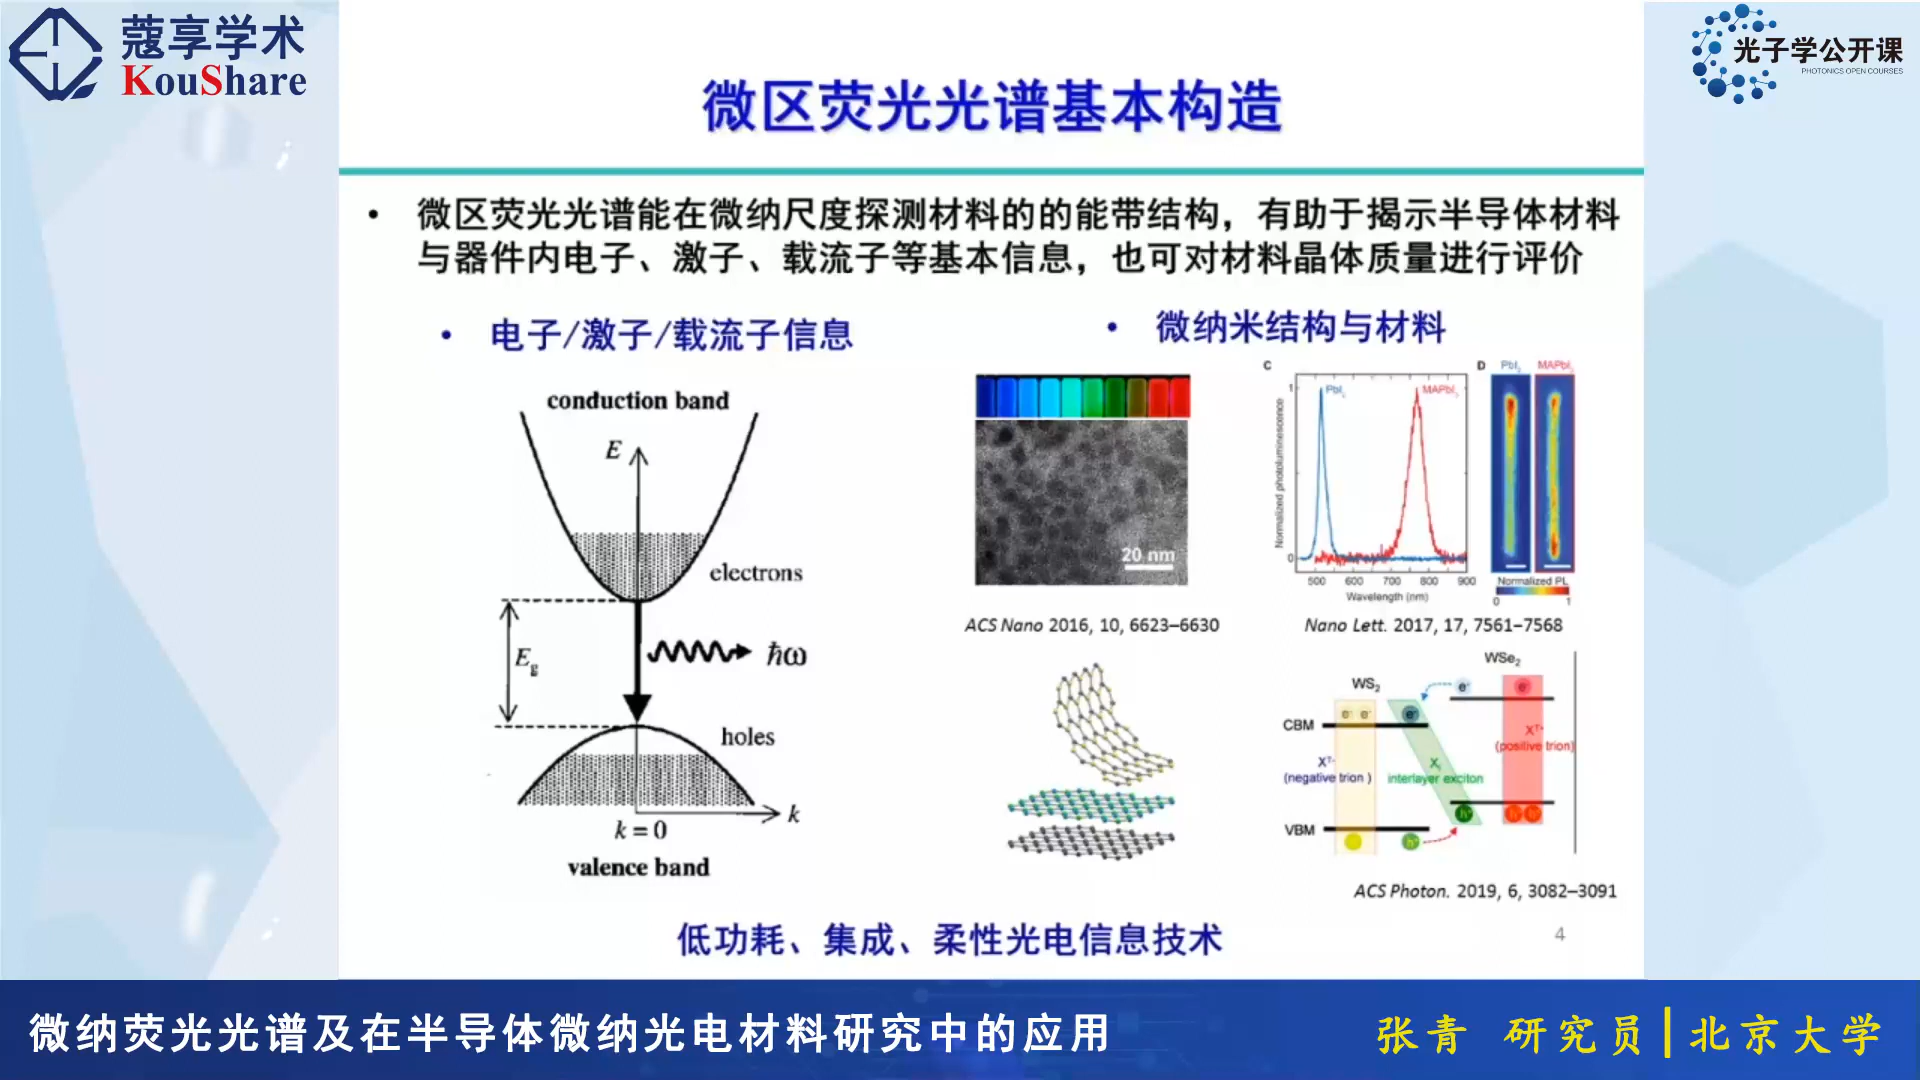 蔻享学术
KouShare
光子学公开课
PHOTONICS OPEN COURSES
微区荧光光谱基本构造
• 微区荧光光谱能在微纳尺度探测材料的的能带结构，有助于揭示半导体材料
与器件内电子、激子、载流子等基本信息，也可对材料晶体质量进行评价
• 电子/激子/载流子信息
• 微纳米结构与材料
conduction band
E
electrons
Eg
ħω
holes
k
k = 0
valence band
20 nm
ACS Nano 2016, 10, 6623–6630
C
Normalized photoluminescence
1
0
PbI2
MAPbI3
500 600 700 800 900
Wavelength (nm)
D
PbI2 MAPbI3
Normalized PL
0 1
Nano Lett. 2017, 17, 7561–7568
WSe2
WS2
CBM
XT-
(negative trion )
XI
interlayer exciton
XT+
(positive trion)
VBM
ACS Photon. 2019, 6, 3082–3091
低功耗、集成、柔性光电信息技术
4
微纳荧光光谱及在半导体微纳光电材料研究中的应用
张青 研究员|北京大学